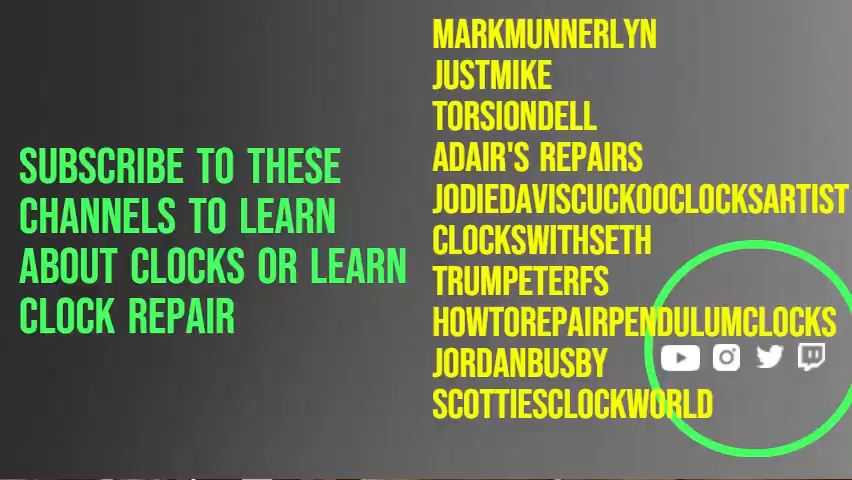 SUBSCRIBE TO THESE
CHANNELS TO LEARN
ABOUT CLOCKS OR LEARN
CLOCK REPAIR
MARKMUNNERLYN
JUSTMIKE
TORSIONDELL
ADAIR'S REPAIRS
JODIEDAVISCUCKOOCLOCKSARTIST
CLOCKSWITHSETH
TRUMPETERFS
HOWTOREPAIRPENDULUMCLOCKS
JORDANBUSBY
SCOTTIESCLOCKWORLD